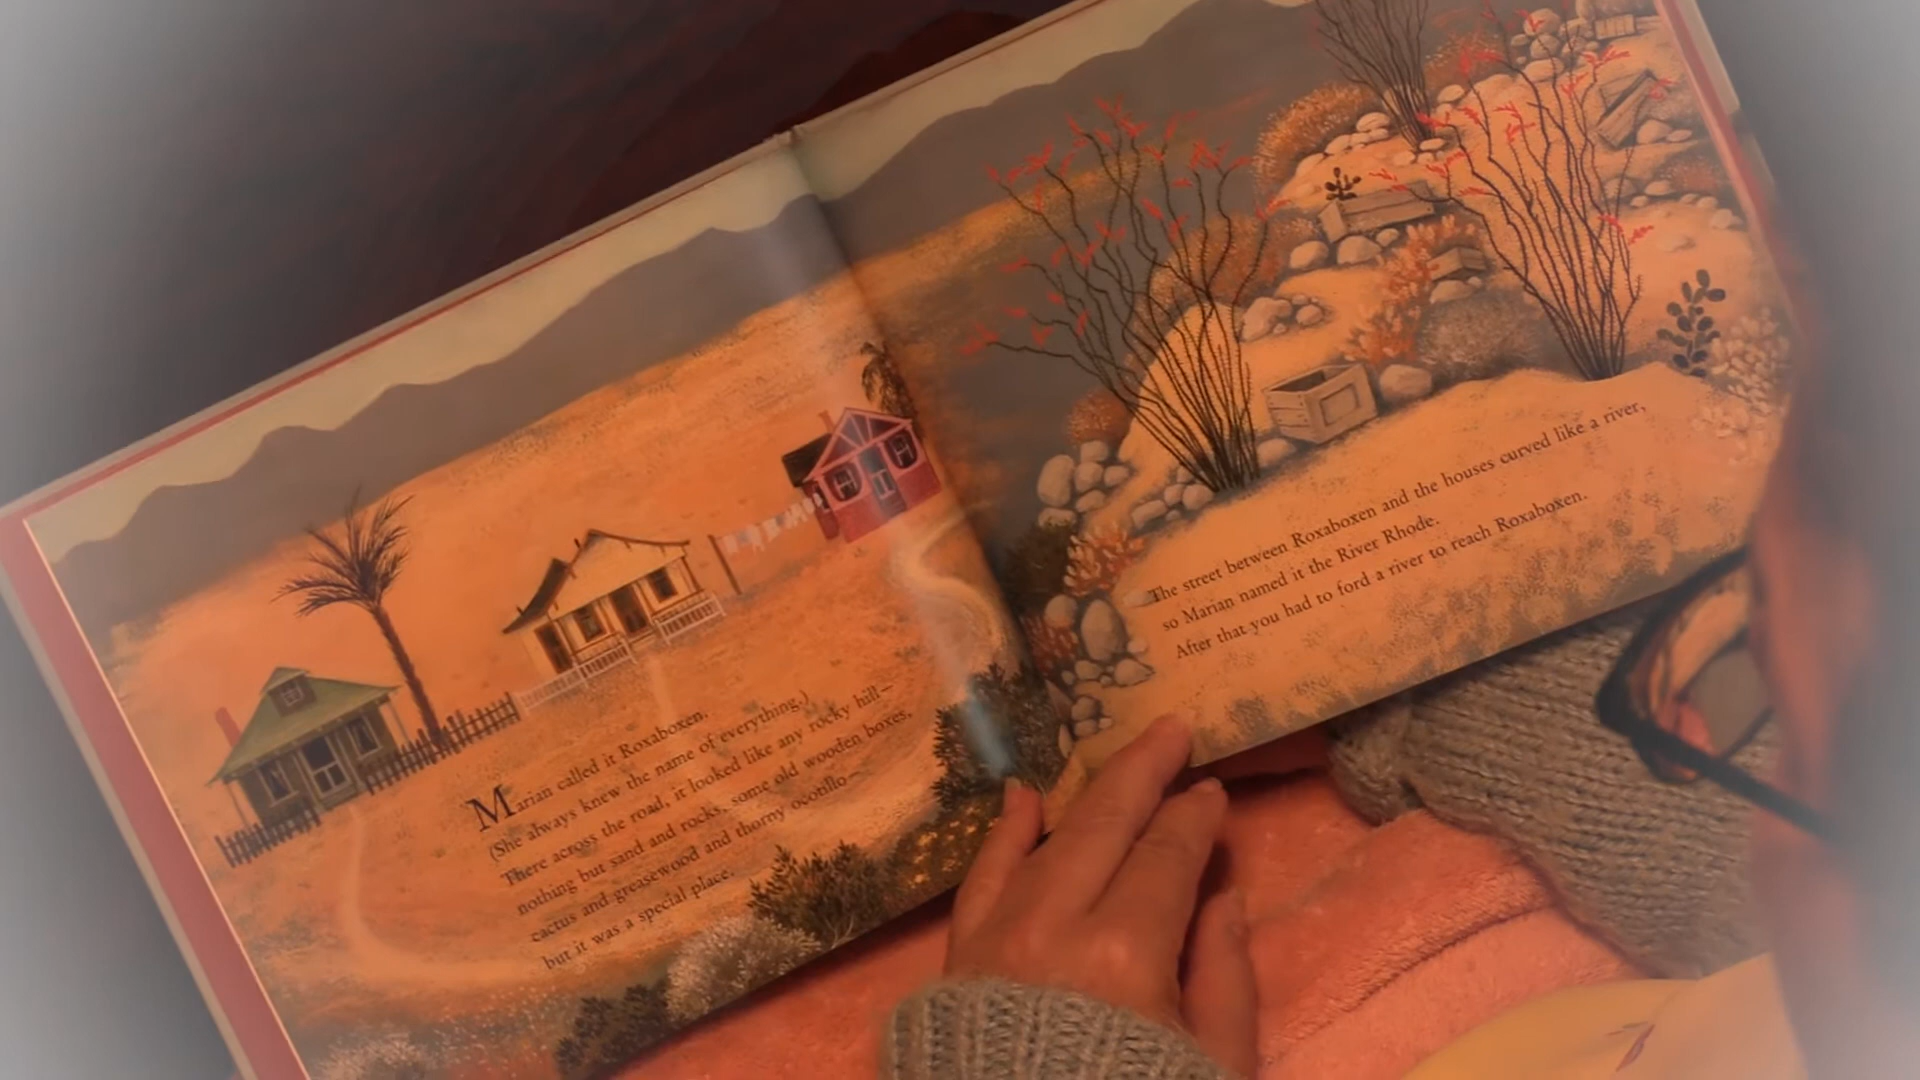 Marian called it Roxaboxen.
(She always knew the name of everything.)
There across the road, it looked like any rocky hill—
nothing but sand and rocks, some old wooden boxes,
cactus and greasewood and thorny ocotillo—
but it was a special place.
The street between Roxaboxen and the houses curved like a river,
so Marian named it the River Rhode.
After that you had to ford a river to reach Roxaboxen.